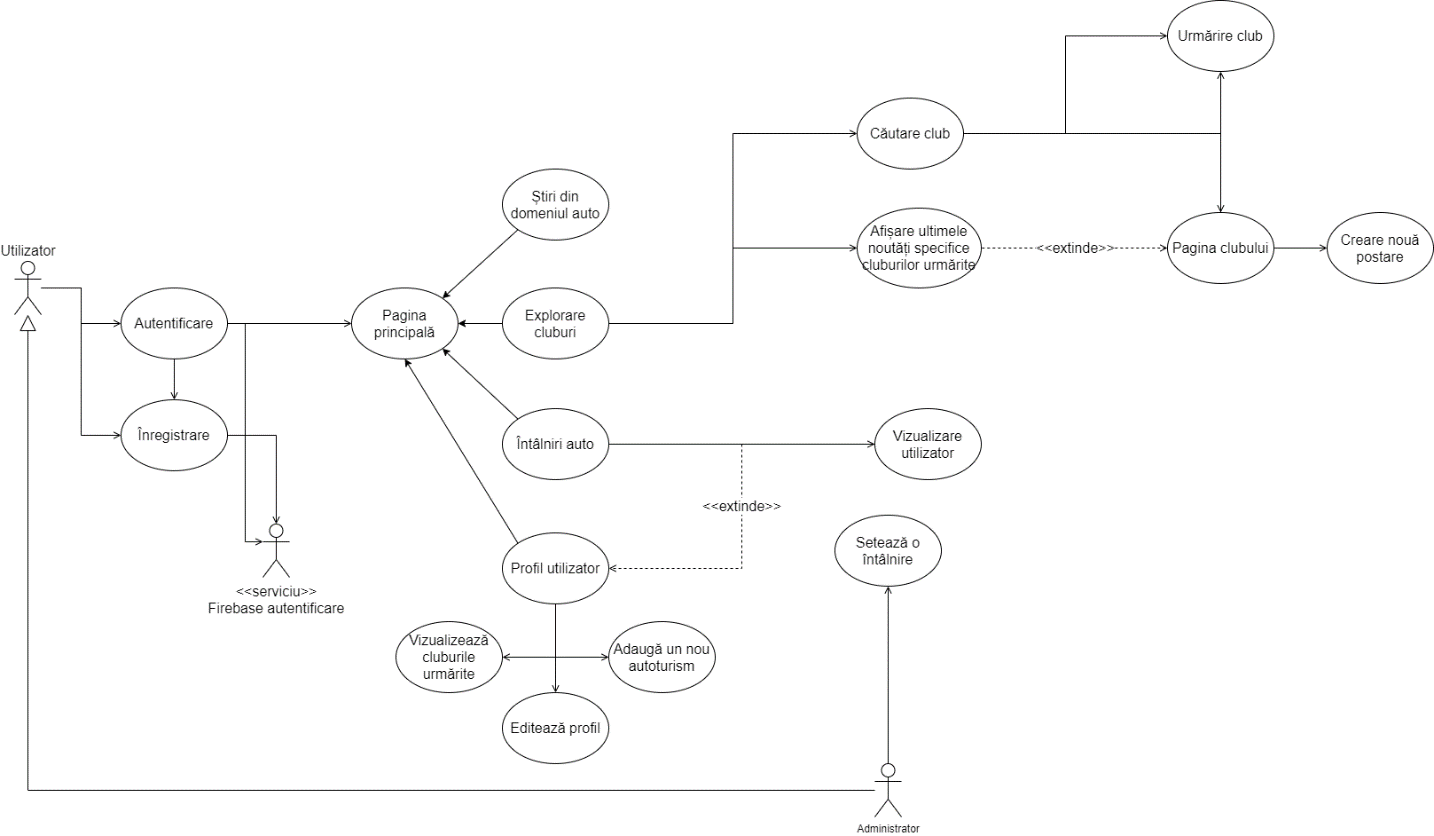 Urmărire club
Căutare club
Știri din
domeniul auto
Utilizator
Afișare ultimele
noutăți specifice
cluburilor urmărite
<<extinde>>
Pagina clubului
Creare nouă
postare
Autentificare
Pagina
principală
Explorare
cluburi
Înregistrare
Întâlniri auto
Vizualizare
utilizator
<<extinde>>
Setează o
întâlnire
Profil utilizator
<<serviciu>>
Firebase autentificare
Vizualizează
cluburile
urmărite
Adaugă un nou
autoturism
Editează profil
Administrator